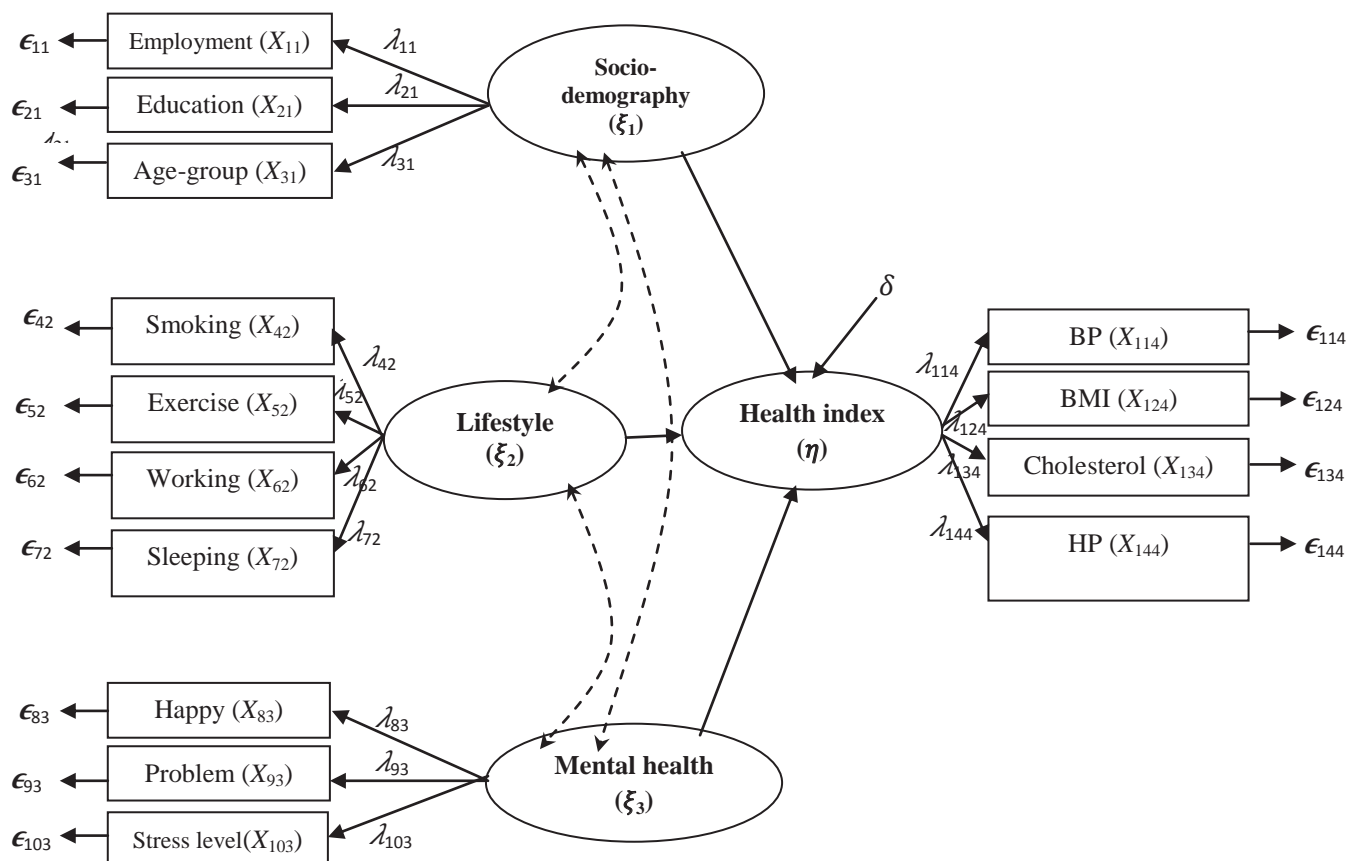 ϵ11
Employment (X11)
λ11
ϵ21
Education (X21)
λ21
ϵ31
Age-group (X31)
λ31
Socio-
demography
(ξ1)
ϵ42
Smoking (X42)
λ42
ϵ52
Exercise (X52)
λ52
ϵ62
Working (X62)
λ62
ϵ72
Sleeping (X72)
λ72
Lifestyle
(ξ2)
δ
Health index
(η)
λ114
BP (X114)
ϵ114
λ124
BMI (X124)
ϵ124
λ134
Cholesterol (X134)
ϵ134
λ144
HP (X144)
ϵ144
ϵ83
Happy (X83)
λ83
ϵ93
Problem (X93)
λ93
ϵ103
Stress level(X103)
λ103
Mental health
(ξ3)